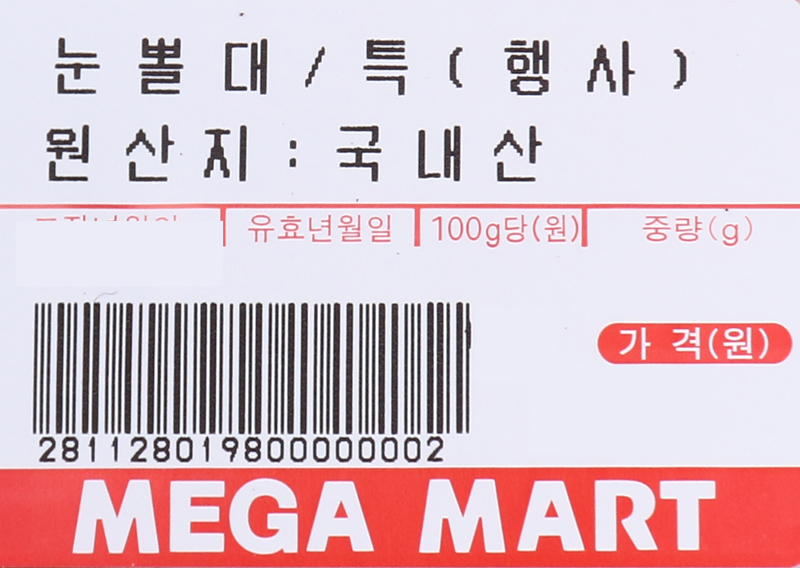 눈뽈대/특(행사)
원산지:국내산
유효년월일 100g당(원) 중량(g)
가격(원)
2811280198000000002
MEGA MART